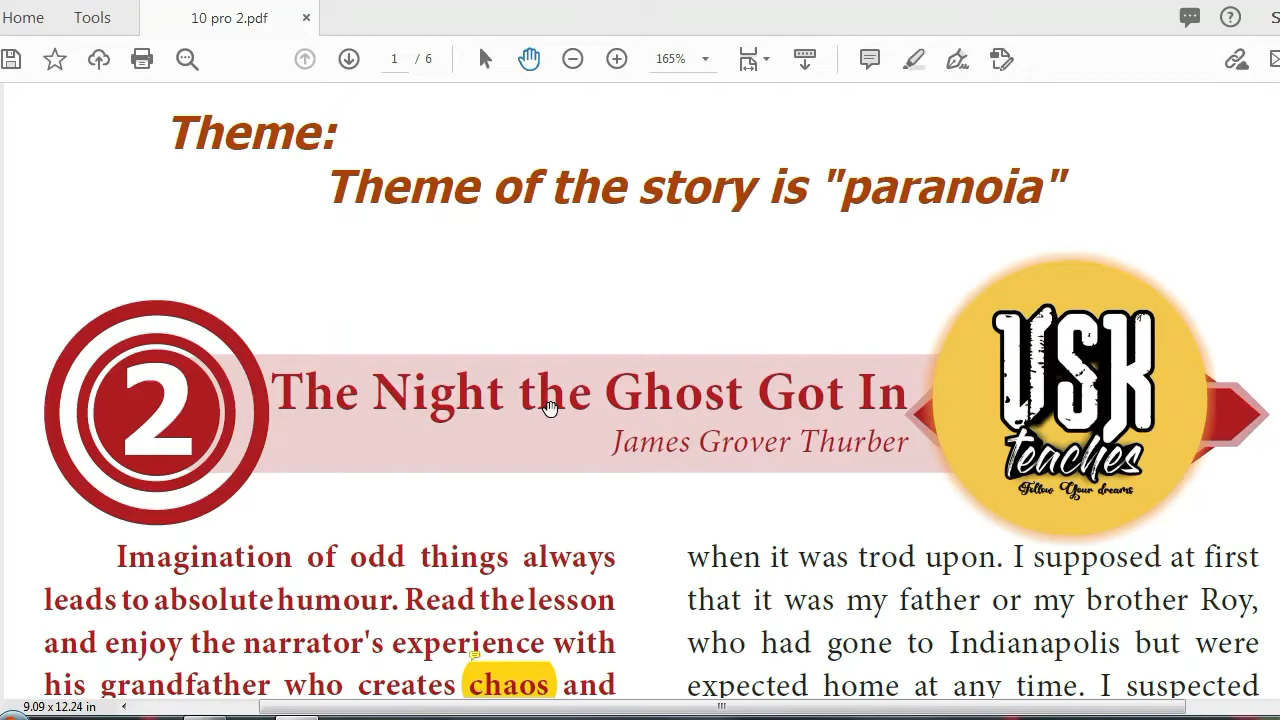 Home Tools 10 pro 2.pdf ×
1 / 6 165%
Theme:
Theme of the story is "paranoia"
2
The Night the Ghost Got In
James Grover Thurber
VSK
teaches
Follow Your dreams
Imagination of odd things always
leads to absolute humour. Read the lesson
and enjoy the narrator's experience with
his grandfather who creates chaos and
when it was trod upon. I supposed at first
that it was my father or my brother Roy,
who had gone to Indianapolis but were
expected home at any time. I suspected
9.09 x 12.24 in